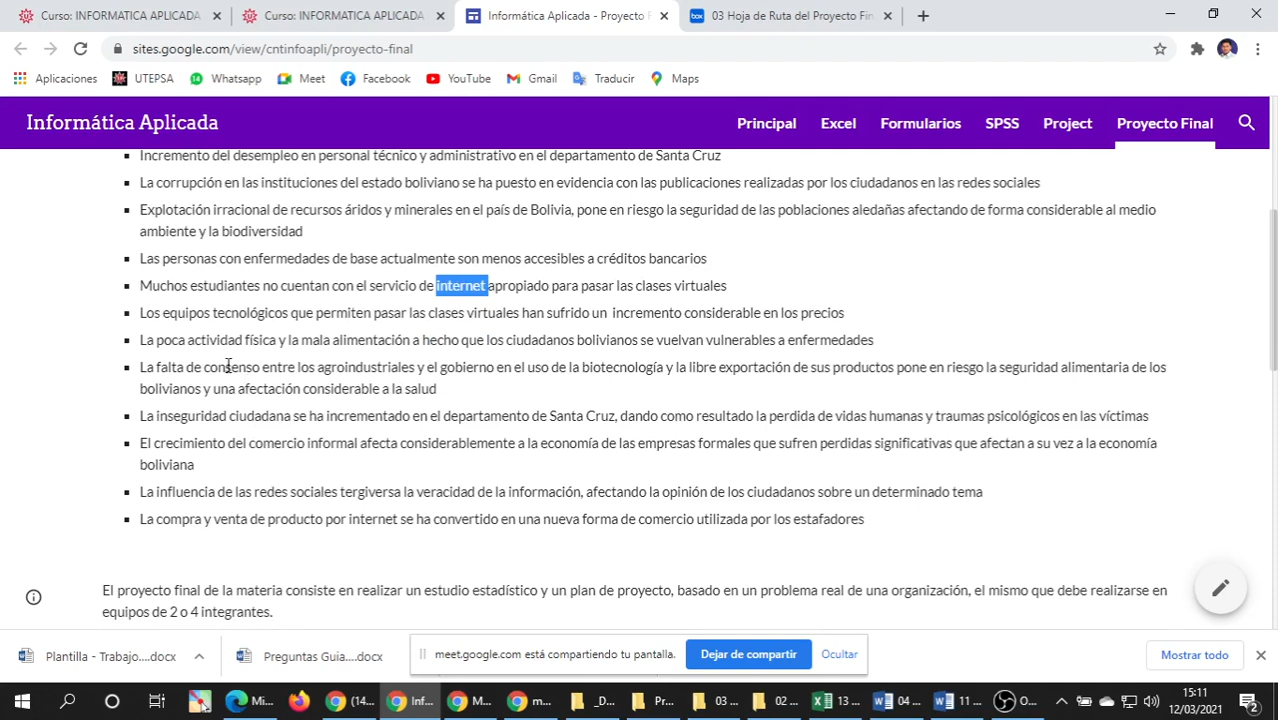 Curso: INFORMATICA APLICADA
Curso: INFORMATICA APLICADA
Informática Aplicada - Proyecto F
box
03 Hoja de Ruta del Proyecto Fin
sites.google.com/view/cntinfoapli/proyecto-final
Aplicaciones
UTEPSA
Whatsapp
Meet
Facebook
YouTube
Gmail
Traducir
Maps
Informática Aplicada
Principal
Excel
Formularios
SPSS
Project
Proyecto Final
Incremento del desempleo en personal técnico y administrativo en el departamento de Santa Cruz
La corrupción en las instituciones del estado boliviano se ha puesto en evidencia con las publicaciones realizadas por los ciudadanos en las redes sociales
Explotación irracional de recursos áridos y minerales en el país de Bolivia, pone en riesgo la seguridad de las poblaciones aledañas afectando de forma considerable al medio
ambiente y la biodiversidad
Las personas con enfermedades de base actualmente son menos accesibles a créditos bancarios
Muchos estudiantes no cuentan con el servicio de internet apropiado para pasar las clases virtuales
Los equipos tecnológicos que permiten pasar las clases virtuales han sufrido un incremento considerable en los precios
La poca actividad física y la mala alimentación a hecho que los ciudadanos bolivianos se vuelvan vulnerables a enfermedades
La falta de consenso entre los agroindustriales y el gobierno en el uso de la biotecnología y la libre exportación de sus productos pone en riesgo la seguridad alimentaria de los
bolivianos y una afectación considerable a la salud
La inseguridad ciudadana se ha incrementado en el departamento de Santa Cruz, dando como resultado la perdida de vidas humanas y traumas psicológicos en las víctimas
El crecimiento del comercio informal afecta considerablemente a la economía de las empresas formales que sufren perdidas significativas que afectan a su vez a la economía
boliviana
La influencia de las redes sociales tergiversa la veracidad de la información, afectando la opinión de los ciudadanos sobre un determinado tema
La compra y venta de producto por internet se ha convertido en una nueva forma de comercio utilizada por los estafadores
El proyecto final de la materia consiste en realizar un estudio estadístico y un plan de proyecto, basado en un problema real de una organización, el mismo que debe realizarse en
equipos de 2 o 4 integrantes.
Plantilla - Trabajo....docx
Preguntas Guia....docx
meet.google.com está compartiendo tu pantalla.
Dejar de compartir
Ocultar
Mostrar todo
Mi...
(14...
Inf...
M...
m...
_D...
Pr...
03 ...
02 ...
13 ...
04 ...
11 ...
O...
15:11
12/03/2021
2